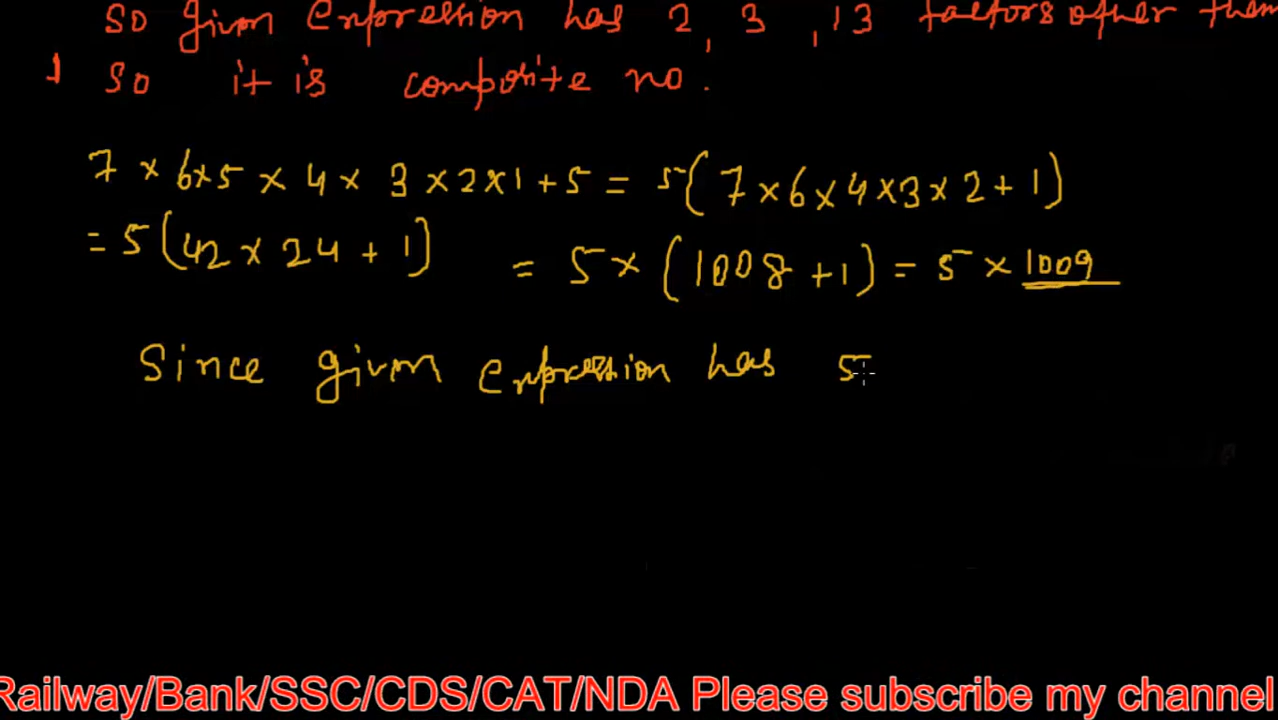 So given expression has 2, 3, 13 factors other them
1 So it is composite no.
7 × 6 × 5 × 4 × 3 × 2 × 1 + 5 = 5(7 × 6 × 4 × 3 × 2 + 1)
= 5(42 × 24 + 1) = 5 × (1008 + 1) = 5 × 1009
Since given expression has 5
Railway/Bank/SSC/CDS/CAT/NDA Please subscribe my channel